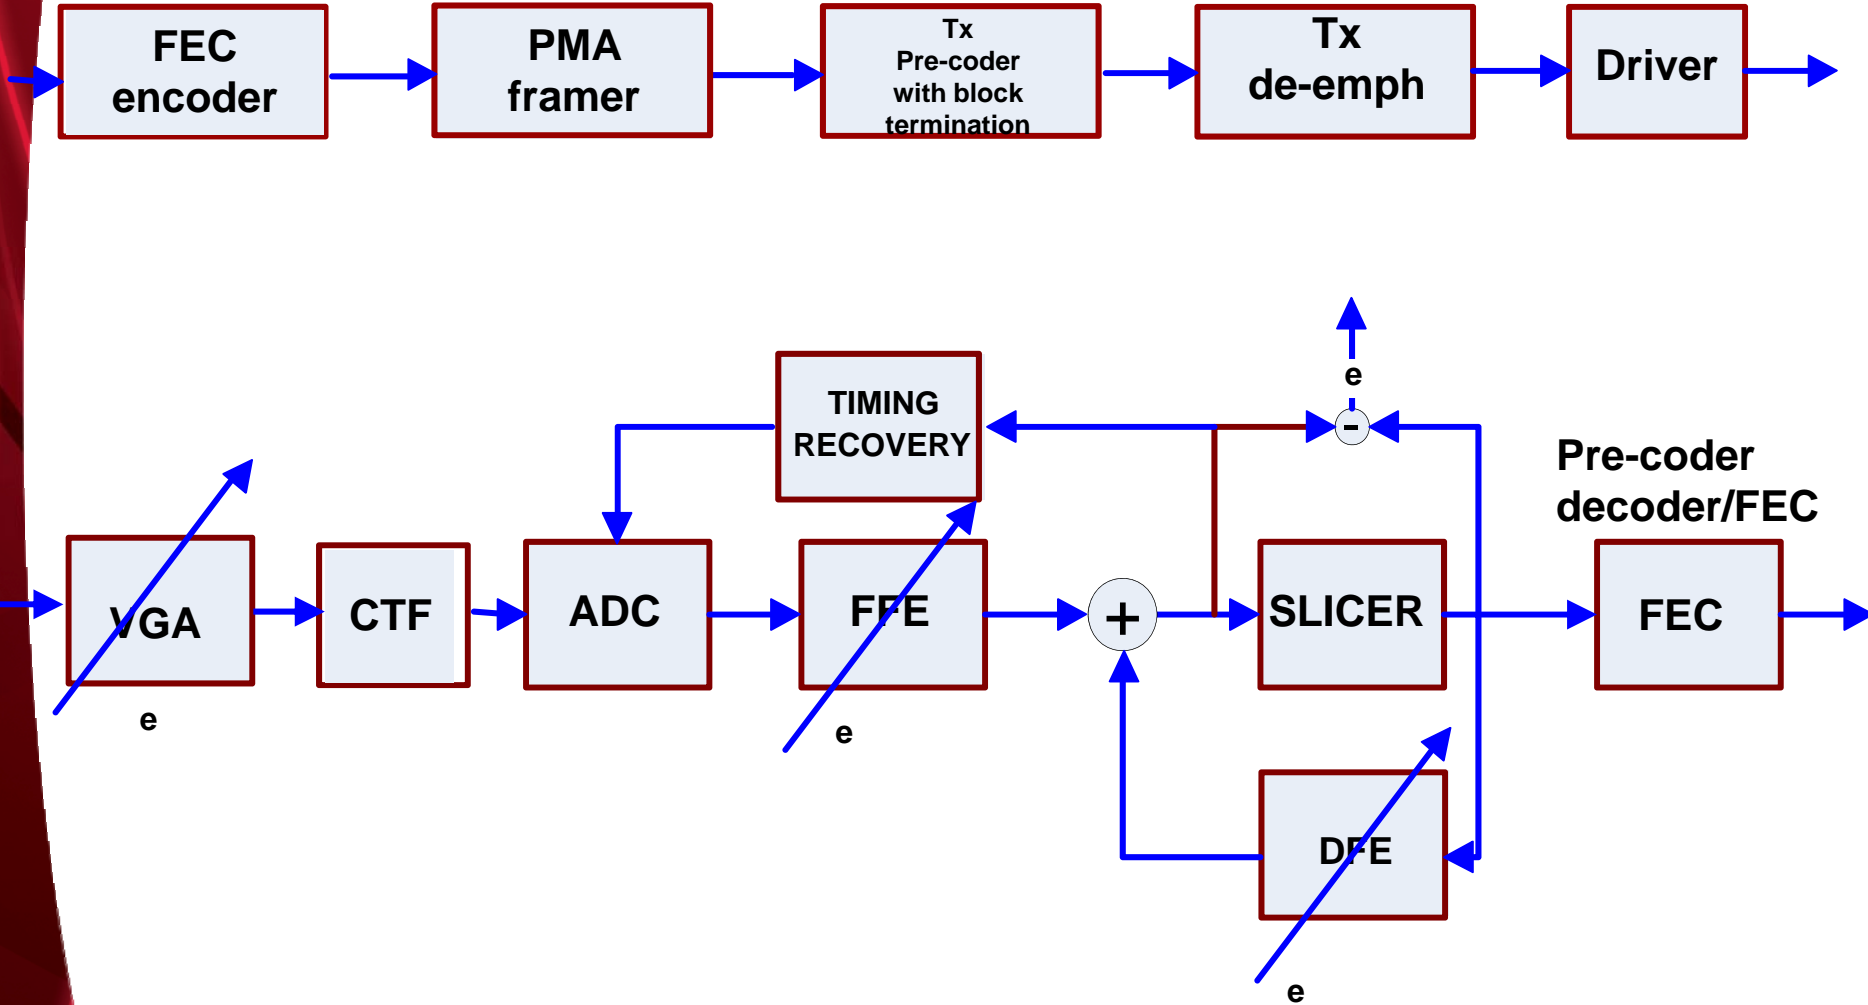 FEC
encoder
PMA
framer
Tx
Pre-coder
with block
termination
Tx
de-emph
Driver
e
TIMING
RECOVERY
-
Pre-coder
decoder/FEC
VGA
CTF
ADC
FFE
+
SLICER
FEC
e
e
DFE
e